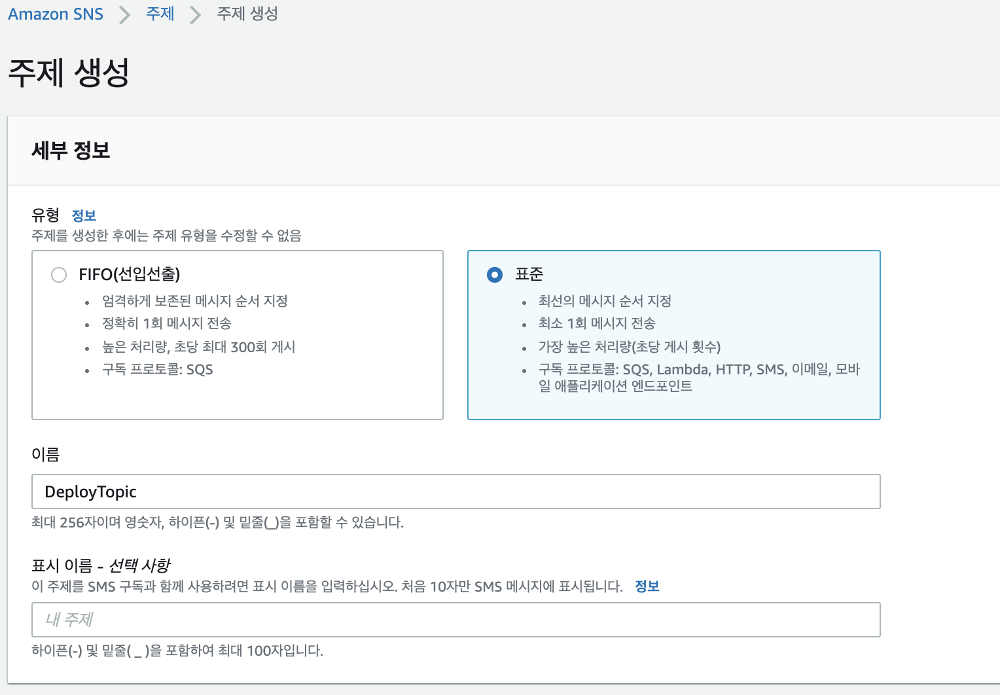 Amazon SNS > 주제 > 주제 생성
주제 생성
세부 정보
유형 정보
주제를 생성한 후에는 주제 유형을 수정할 수 없음
FIFO(선입선출)
• 엄격하게 보존된 메시지 순서 지정
• 정확히 1회 메시지 전송
• 높은 처리량, 초당 최대 300회 게시
• 구독 프로토콜: SQS
표준
• 최선의 메시지 순서 지정
• 최소 1회 메시지 전송
• 가장 높은 처리량(초당 게시 횟수)
• 구독 프로토콜: SQS, Lambda, HTTP, SMS, 이메일, 모바
일 애플리케이션 엔드포인트
이름
DeployTopic
최대 256자이며 영숫자, 하이픈(-) 및 밑줄(_)을 포함할 수 있습니다.
표시 이름 - 선택 사항
이 주제를 SMS 구독과 함께 사용하려면 표시 이름을 입력하십시오. 처음 10자만 SMS 메시지에 표시됩니다. 정보
내 주제
하이픈(-) 및 밑줄( _ )을 포함하여 최대 100자입니다.